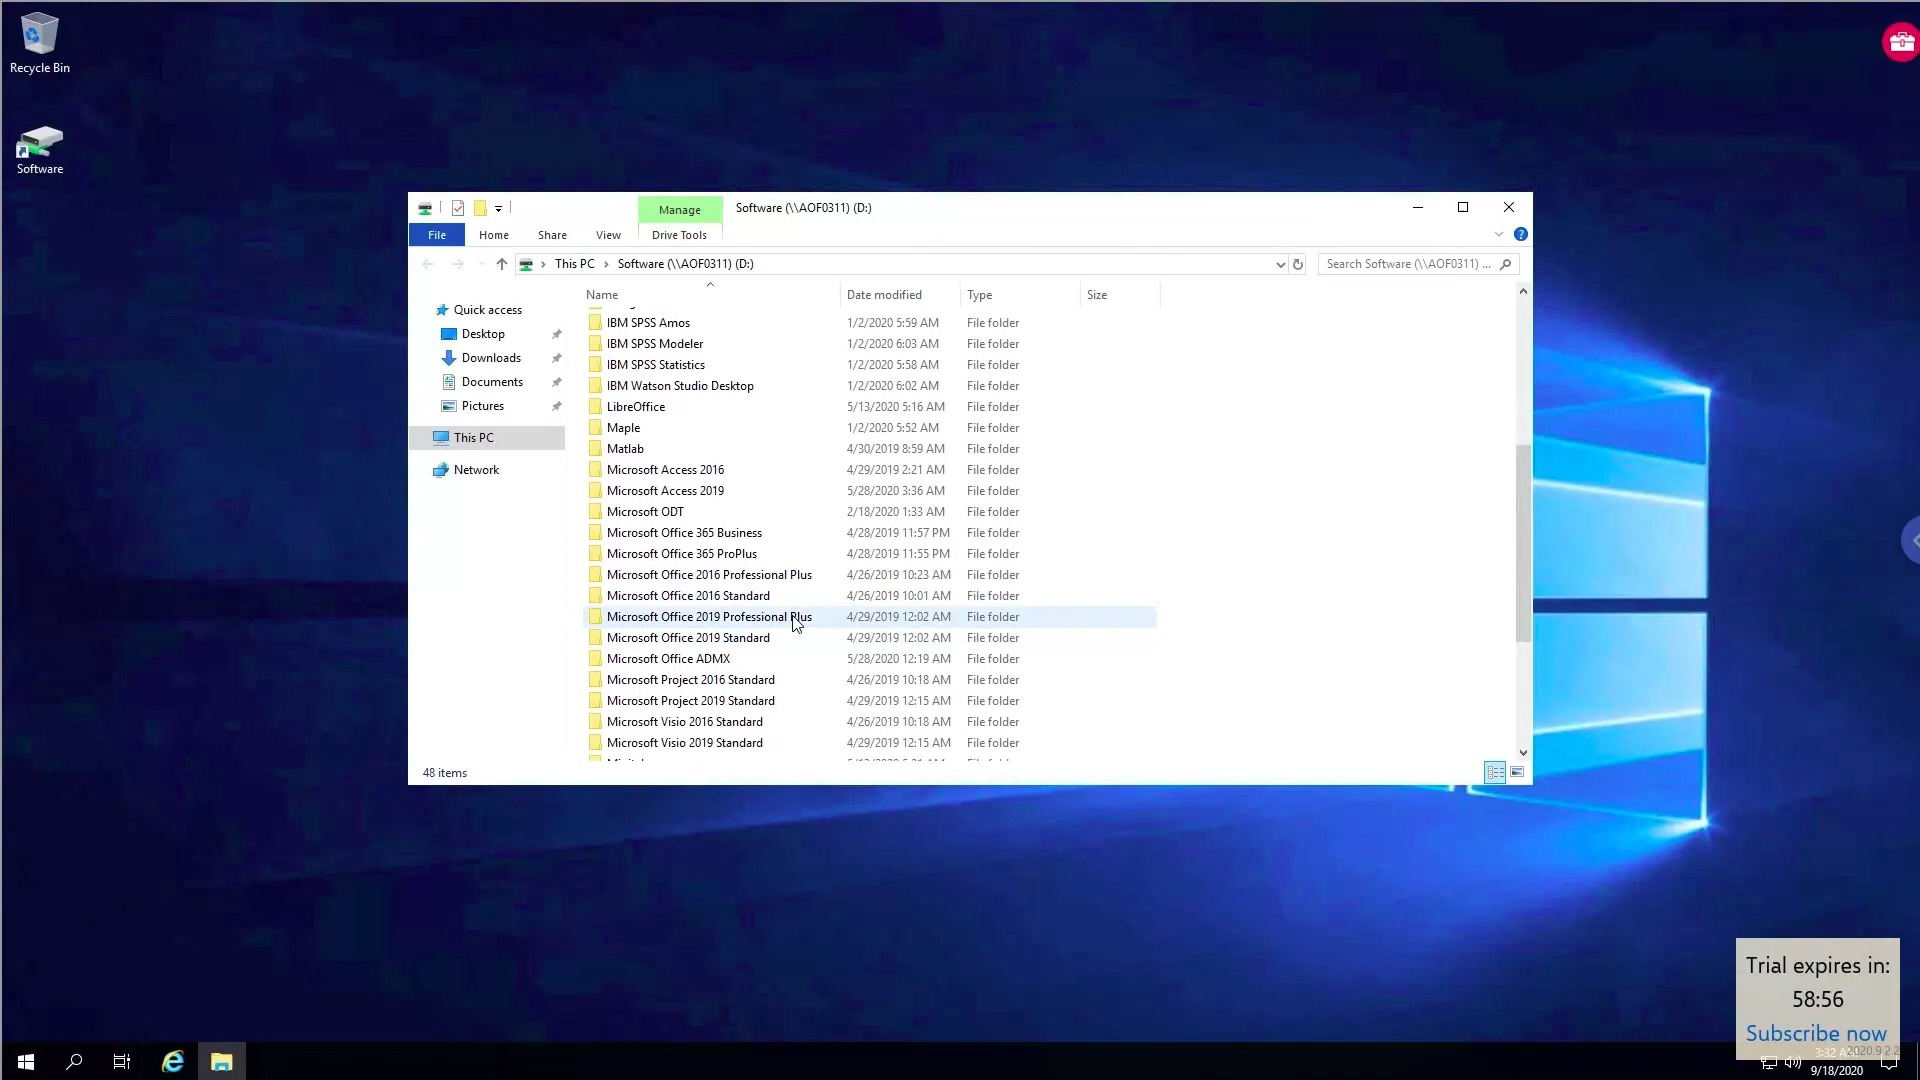 Recycle Bin
Software
Manage
Software (\\AOF0311) (D:)
File
Home
Share
View
Drive Tools
This PC
Software (\\AOF0311) (D:)
Search Software (\\AOF0311) ...
Name
Date modified
Type
Size
Quick access
Desktop
Downloads
Documents
Pictures
This PC
Network
IBM SPSS Amos 1/2/2020 5:59 AM File folder
IBM SPSS Modeler 1/2/2020 6:03 AM File folder
IBM SPSS Statistics 1/2/2020 5:58 AM File folder
IBM Watson Studio Desktop 1/2/2020 6:02 AM File folder
LibreOffice 5/13/2020 5:16 AM File folder
Maple 1/2/2020 5:52 AM File folder
Matlab 4/30/2019 8:59 AM File folder
Microsoft Access 2016 4/29/2019 2:21 AM File folder
Microsoft Access 2019 5/28/2020 3:36 AM File folder
Microsoft ODT 2/18/2020 1:33 AM File folder
Microsoft Office 365 Business 4/28/2019 11:57 PM File folder
Microsoft Office 365 ProPlus 4/28/2019 11:55 PM File folder
Microsoft Office 2016 Professional Plus 4/26/2019 10:23 AM File folder
Microsoft Office 2016 Standard 4/26/2019 10:01 AM File folder
Microsoft Office 2019 Professional Plus 4/29/2019 12:02 AM File folder
Microsoft Office 2019 Standard 4/29/2019 12:02 AM File folder
Microsoft Office ADMX 5/28/2020 12:19 AM File folder
Microsoft Project 2016 Standard 4/26/2019 10:18 AM File folder
Microsoft Project 2019 Standard 4/29/2019 12:15 AM File folder
Microsoft Visio 2016 Standard 4/26/2019 10:18 AM File folder
Microsoft Visio 2019 Standard 4/29/2019 12:15 AM File folder
48 items
Trial expires in:
58:56
Subscribe now
9/18/2020